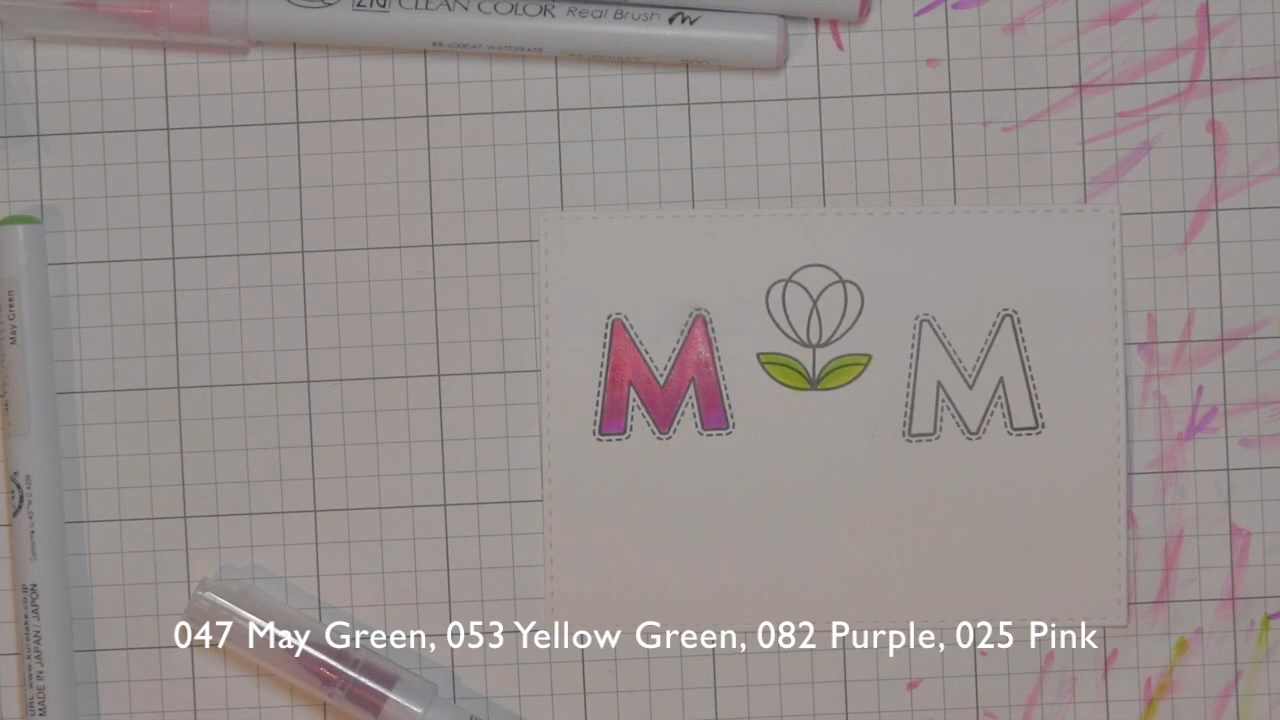 ZIG CLEAN COLOR Real Brush
May Green
MADE IN JAPAN / JAPON
M M
047 May Green, 053 Yellow Green, 082 Purple, 025 Pink